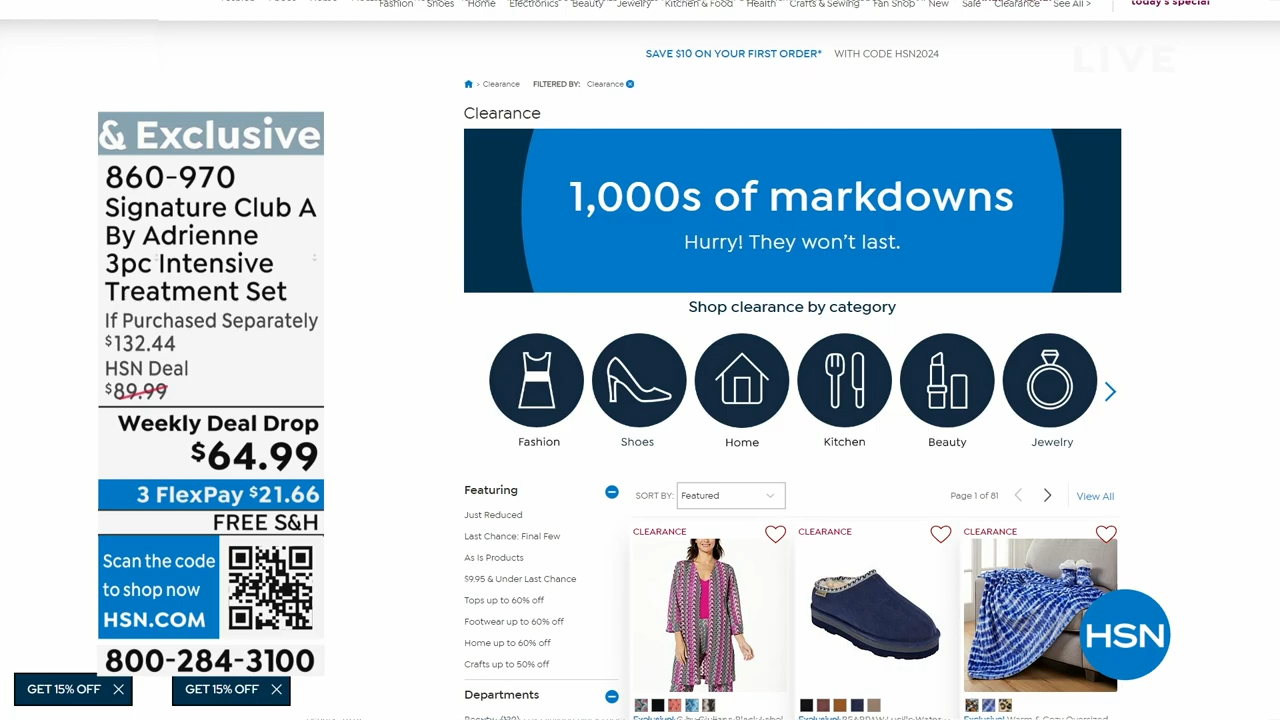 Fashion Shoes Home Electronics Beauty Jewelry Kitchen & Food Health Crafts & Sewing Fan Shop New Sale Clearance See All >
today's special
SAVE $10 ON YOUR FIRST ORDER* WITH CODE HSN2024
LIVE
> Clearance FILTERED BY: Clearance
Clearance
1,000s of markdowns
Hurry! They won't last.
Shop clearance by category
Fashion Shoes Home Kitchen Beauty Jewelry
& Exclusive
860-970
Signature Club A
By Adrienne
3pc Intensive
Treatment Set
If Purchased Separately
$132.44
HSN Deal
$89.99
Weekly Deal Drop
$64.99
3 FlexPay $21.66
FREE S&H
Scan the code
to shop now
HSN.COM
800-284-3100
GET 15% OFF
GET 15% OFF
Featuring
Just Reduced
Last Chance: Final Few
As Is Products
$9.95 & Under Last Chance
Tops up to 60% off
Footwear up to 60% off
Home up to 60% off
Crafts up to 50% off
Departments
SORT BY: Featured
Page 1 of 81
View All
CLEARANCE
CLEARANCE
CLEARANCE
HSN